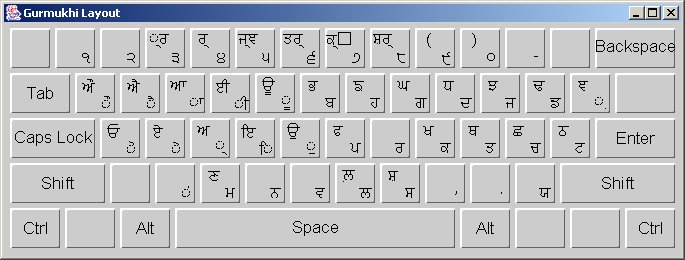 Gurmukhi Layout
੍ਰ ਰ੍ ਜ੍ਞ ਤਰ੍ ਕ੍ ਸ਼ਰ੍ ( ) Backspace
੧ ੨ ੩ ੪ ੫ ੬ ੭ ੮ ੯ ੦ -
Tab ਔ ਐ ਆ ਈ ਊ ਭ ਙ ਘ ਧ ਝ ਢ ਞ
ੌ ੈ ਾ ੀ ੂ ਬ ਹ ਗ ਦ ਜ ਡ ਼
Caps Lock ਓ ਏ ਅ ਇ ਉ ਫ ਖ ਥ ਛ ਠ Enter
ੋ ੇ ੍ ਿ ੁ ਪ ਰ ਕ ਤ ਚ ਟ
Shift ਣ ਲ਼ ਸ਼ Shift
ੰ ਮ ਨ ਵ ਲ ਸ , . ਯ
Ctrl Alt Space Alt Ctrl